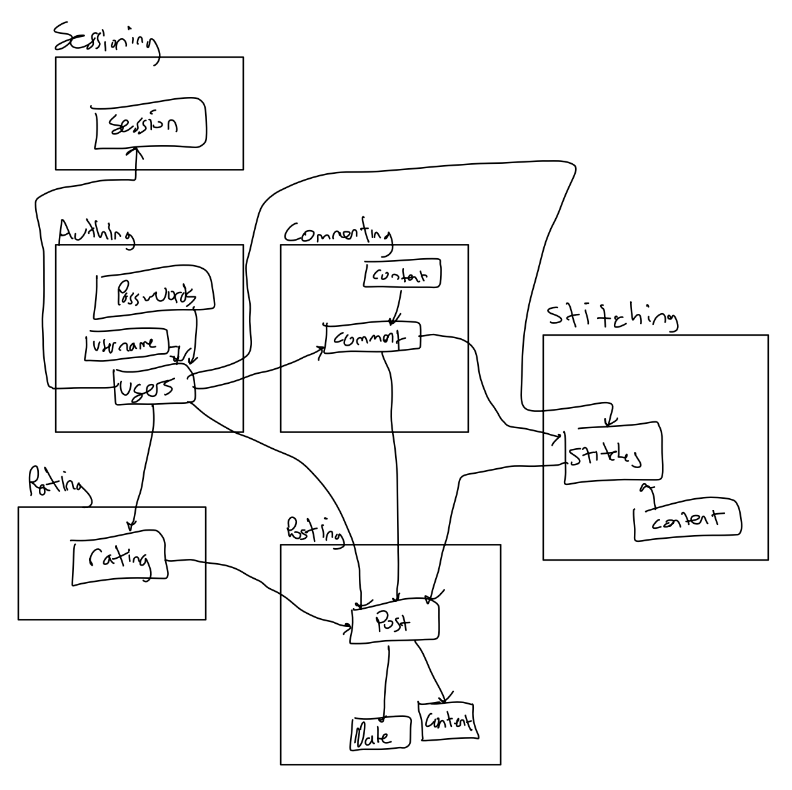 Sessioning
Session
Authing
Passwords
username
users
Commenting
content
comment
Stitching
Stitches
content
Rating
rating
Posting
Post
Date
Content